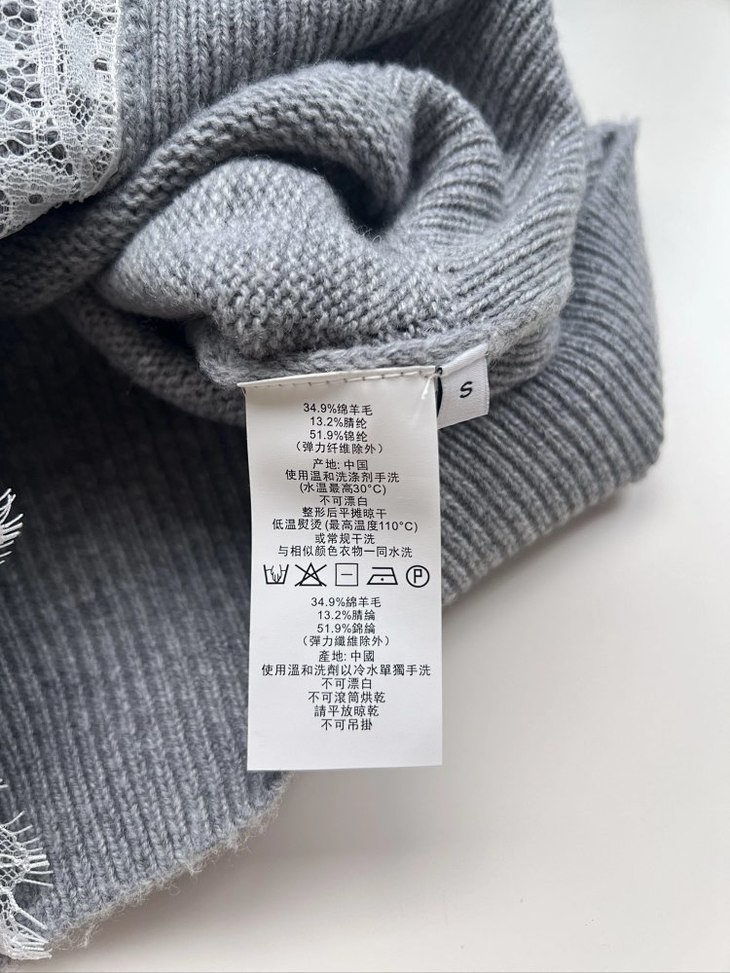 S
34.9%绵羊毛
13.2%腈纶
51.9%锦纶
（弹力纤维除外）
产地: 中国
使用温和洗涤剂手洗
(水温最高30°C)
不可漂白
整形后平摊晾干
低温熨烫 (最高温度110°C)
或常规干洗
与相似颜色衣物一同水洗
P
34.9%绵羊毛
13.2%腈綸
51.9%錦綸
（彈力纖維除外）
產地: 中國
使用溫和洗劑以冷水單獨手洗
不可漂白
不可滾筒烘乾
請平放晾乾
不可吊掛